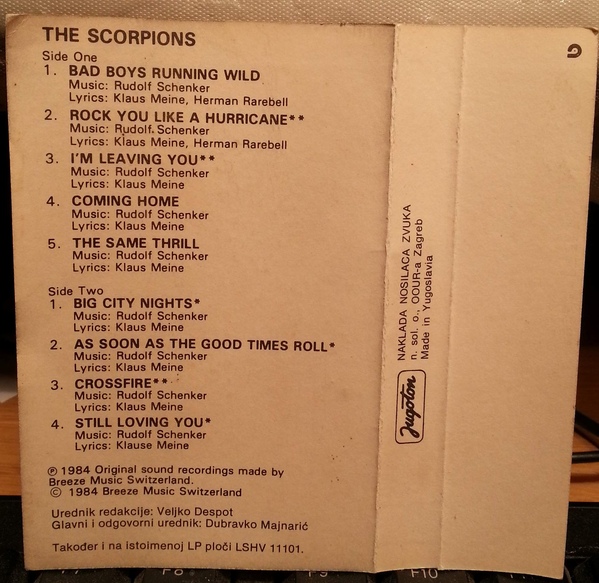 THE SCORPIONS
Side One
1. BAD BOYS RUNNING WILD
Music: Rudolf Schenker
Lyrics: Klaus Meine, Herman Rarebell
2. ROCK YOU LIKE A HURRICANE**
Music: Rudolf Schenker
Lyrics: Klaus Meine, Herman Rarebell
3. I'M LEAVING YOU**
Music: Rudolf Schenker
Lyrics: Klaus Meine
4. COMING HOME
Music: Rudolf Schenker
Lyrics: Klaus Meine
5. THE SAME THRILL
Music: Rudolf Schenker
Lyrics: Klaus Meine
Side Two
1. BIG CITY NIGHTS*
Music: Rudolf Schenker
Lyrics: Klaus Meine
2. AS SOON AS THE GOOD TIMES ROLL*
Music: Rudolf Schenker
Lyrics: Klaus Meine
3. CROSSFIRE**
Music: Rudolf Schenker
Lyrics: Klaus Meine
4. STILL LOVING YOU*
Music: Rudolf Schenker
Lyrics: Klause Meine
℗ 1984 Original sound recordings made by
Breeze Music Switzerland.
© 1984 Breeze Music Switzerland
Urednik redakcije: Veljko Despot
Glavni i odgovorni urednik: Dubravko Majnarić
Također i na istoimenoj LP ploči LSHV 11101.
Jugoton
NAKLADA NOSILACA ZVUKA
n. sol. o., OOUR-a Zagreb
Made in Yugoslavia
F8
F9
F10